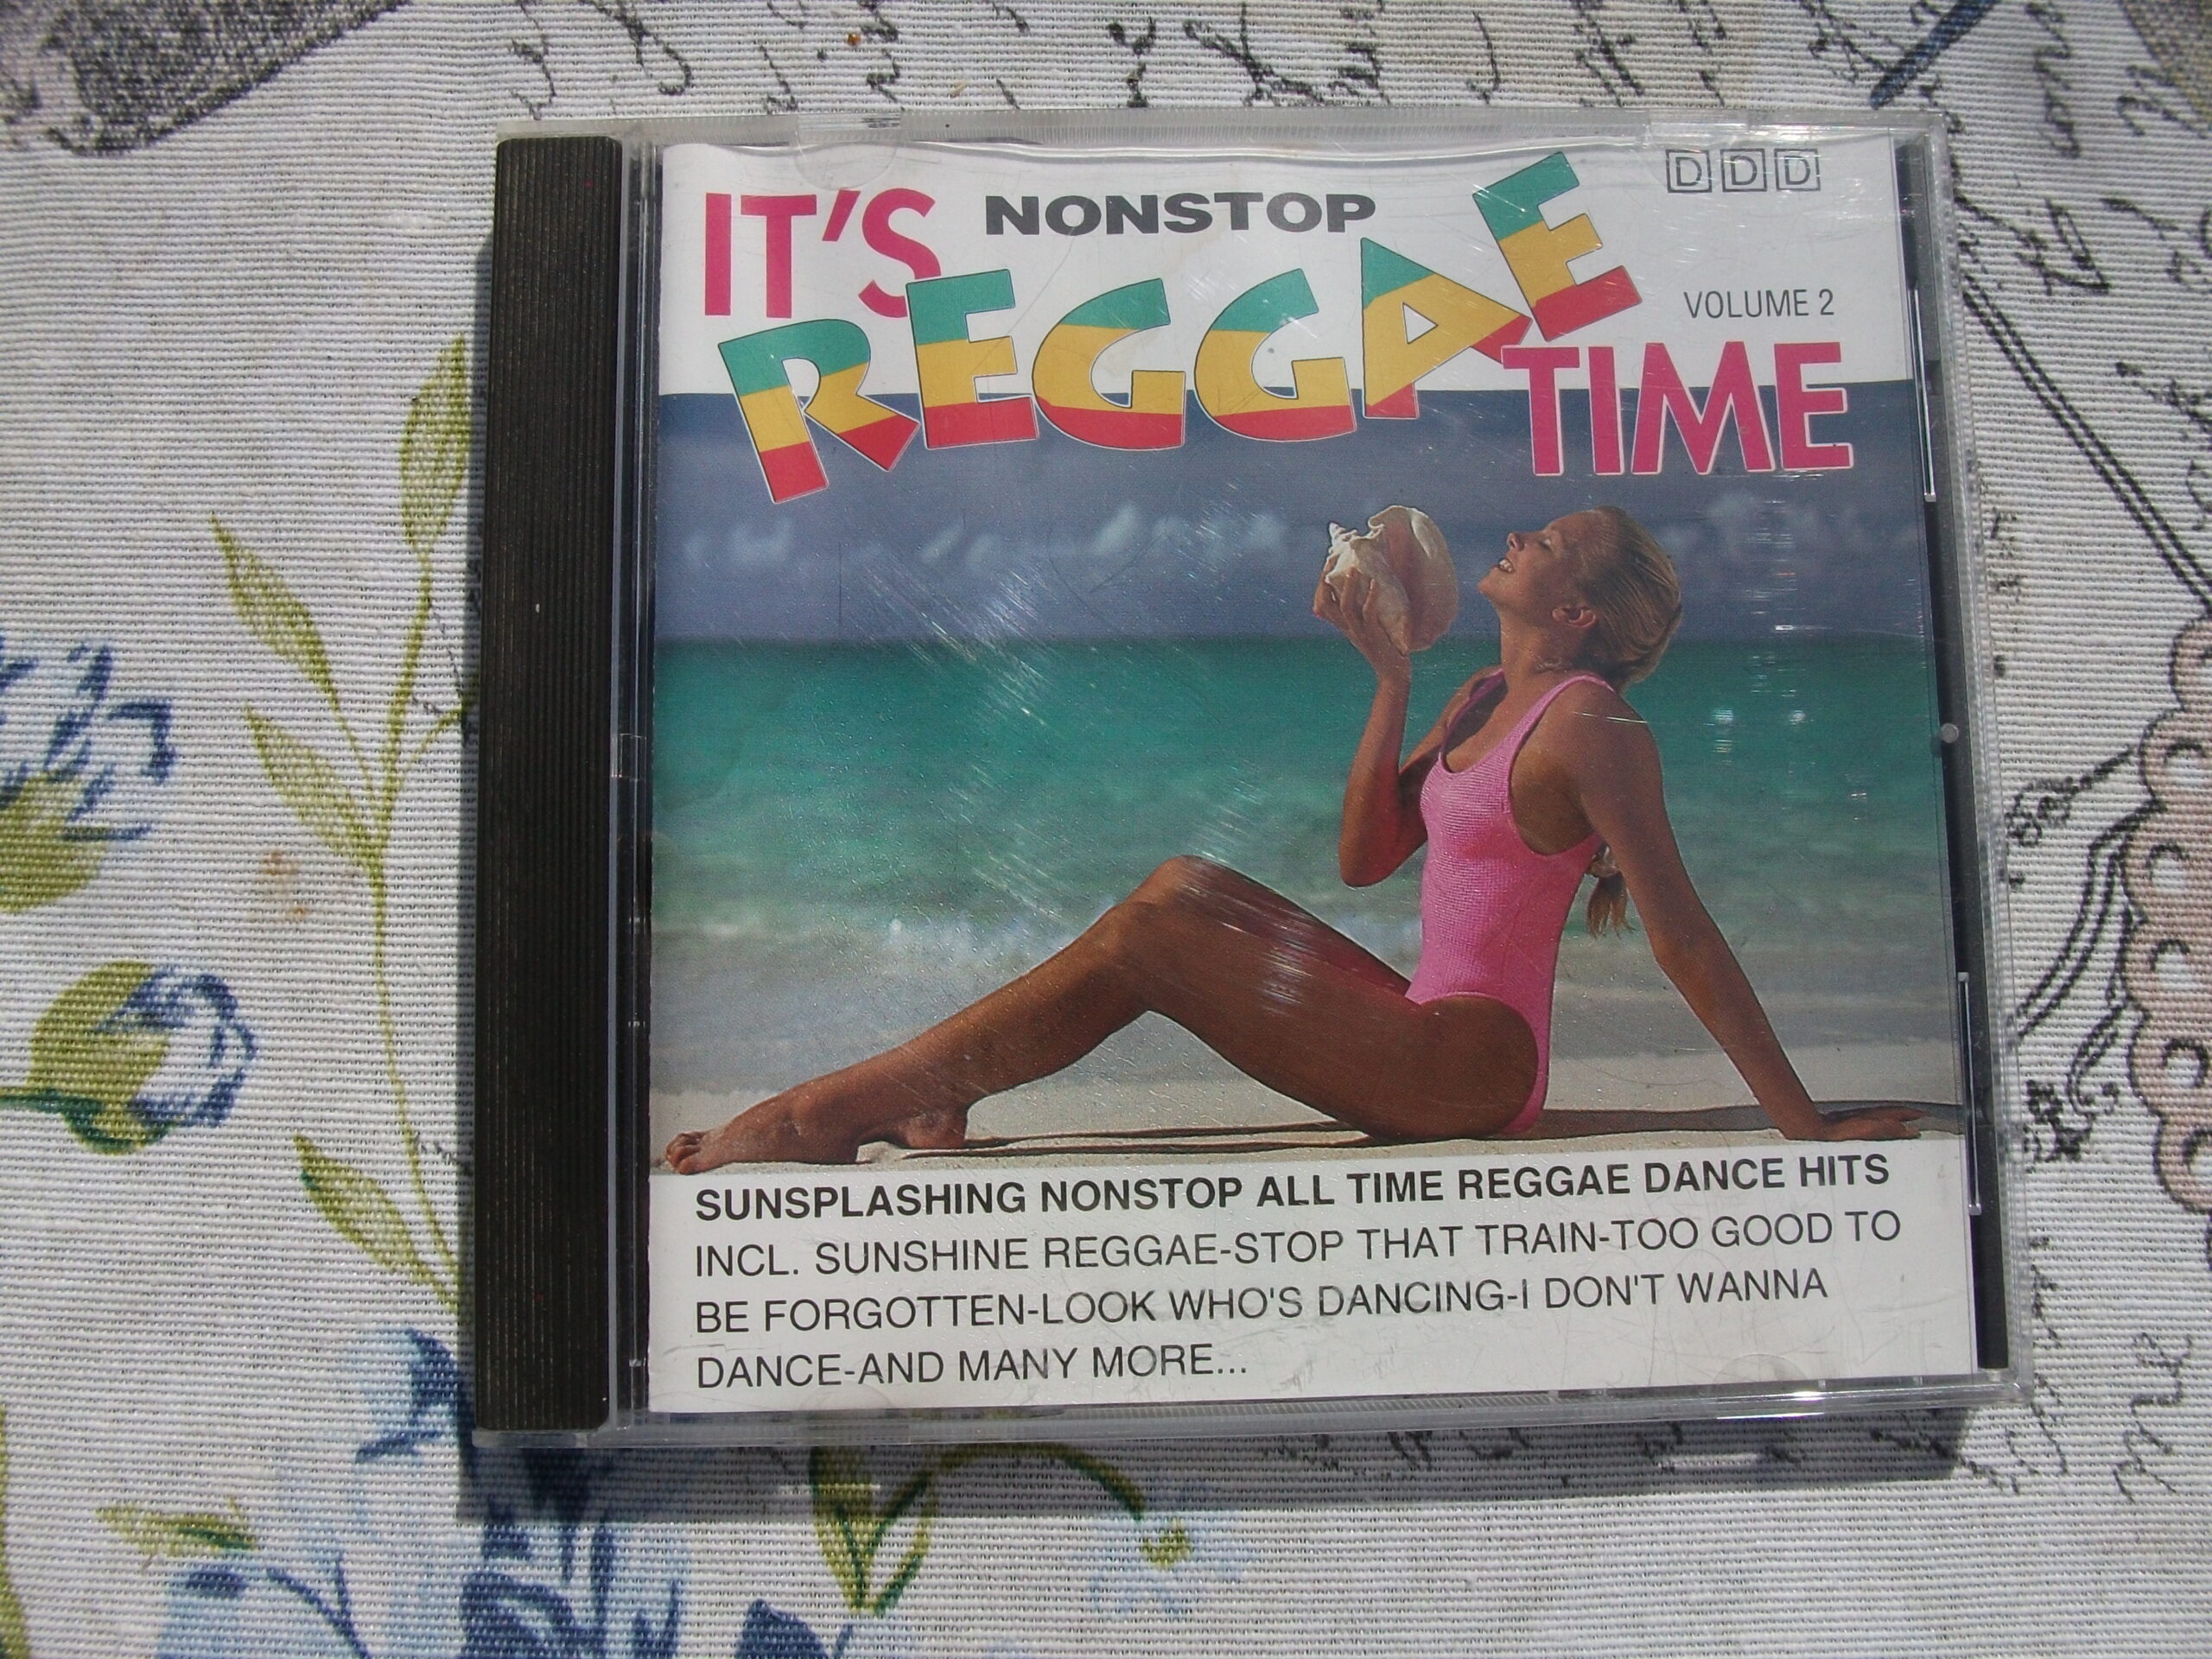 IT'S NONSTOP
DDD
REGGAE
VOLUME 2
TIME
SUNSPLASHING NONSTOP ALL TIME REGGAE DANCE HITS
INCL. SUNSHINE REGGAE-STOP THAT TRAIN-TOO GOOD TO
BE FORGOTTEN-LOOK WHO'S DANCING-I DON'T WANNA
DANCE-AND MANY MORE...